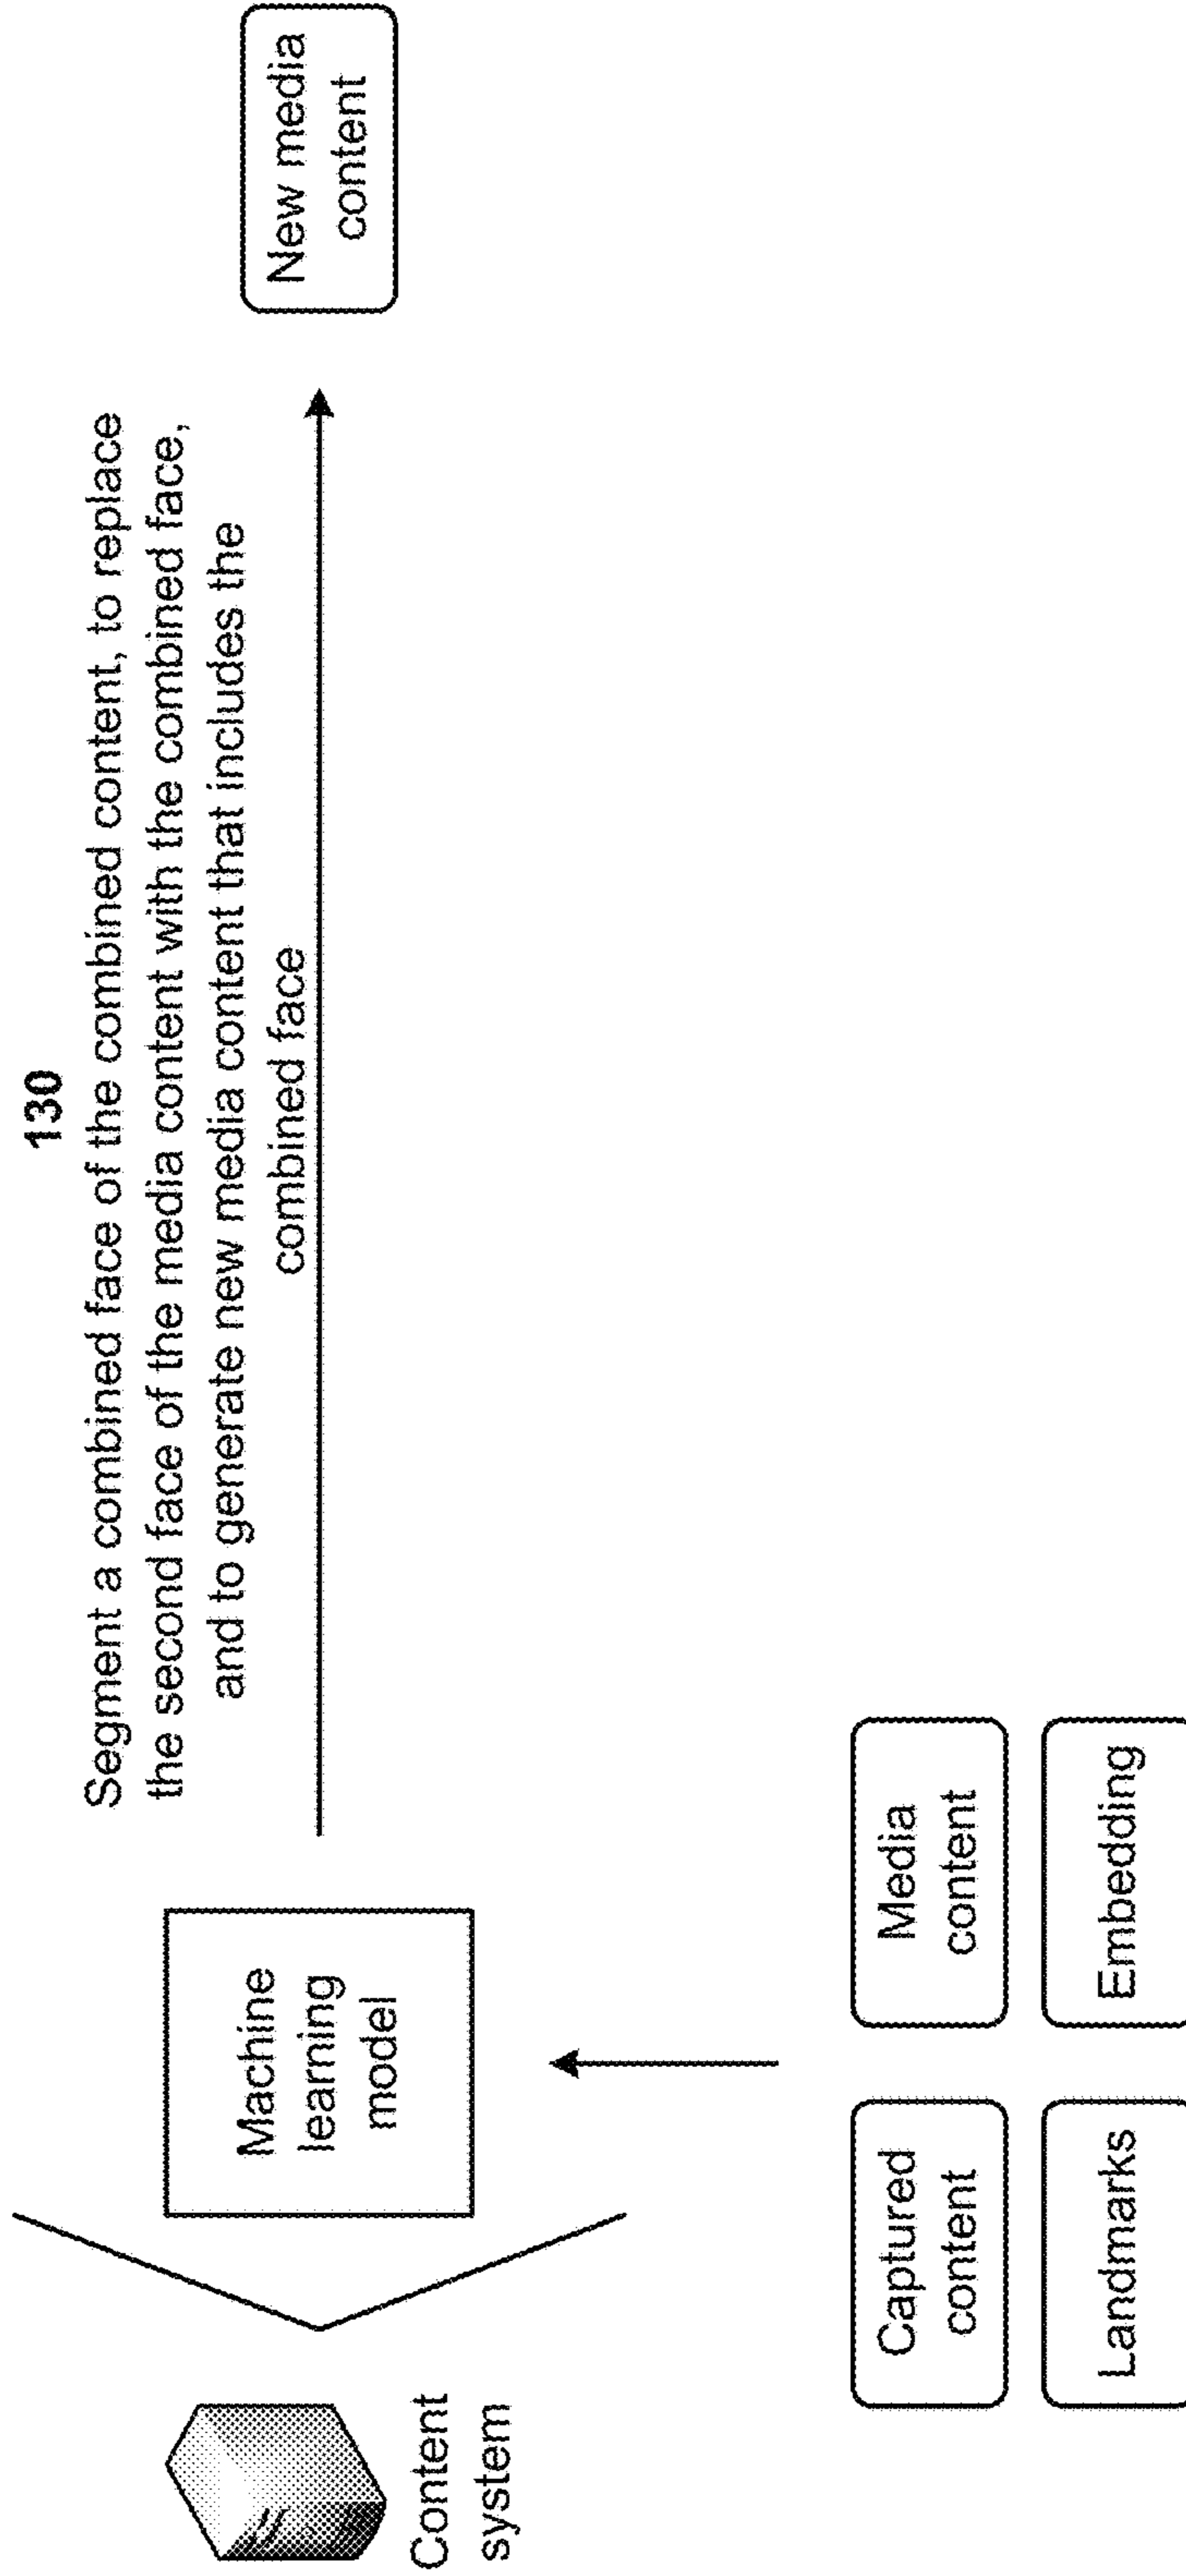 130
Segment a combined face of the combined content, to replace
the second face of the media content with the combined face,
and to generate new media content that includes the
combined face
Content
system
Machine
learning
model
New media
content
Captured
content
Media
content
Landmarks
Embedding